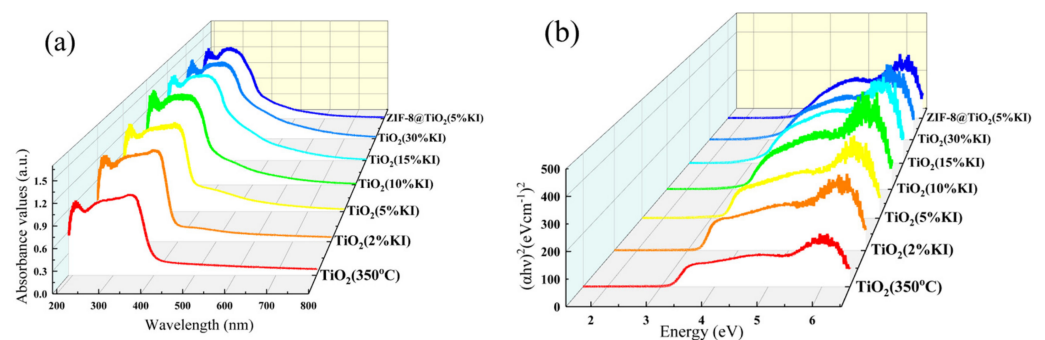 (a)
Absorbance values (a.u.)
1.5
1.2
0.9
0.6
0.3
0.0
200 300 400 500 600 700 800
Wavelength (nm)
ZIF-8@TiO₂(5%KI)
TiO₂(30%KI)
TiO₂(15%KI)
TiO₂(10%KI)
TiO₂(5%KI)
TiO₂(2%KI)
TiO₂(350°C)
(b)
(αhν)²(eVcm⁻¹)²
500
400
300
200
100
0
2 3 4 5 6
Energy (eV)
ZIF-8@TiO₂(5%KI)
TiO₂(30%KI)
TiO₂(15%KI)
TiO₂(10%KI)
TiO₂(5%KI)
TiO₂(2%KI)
TiO₂(350°C)